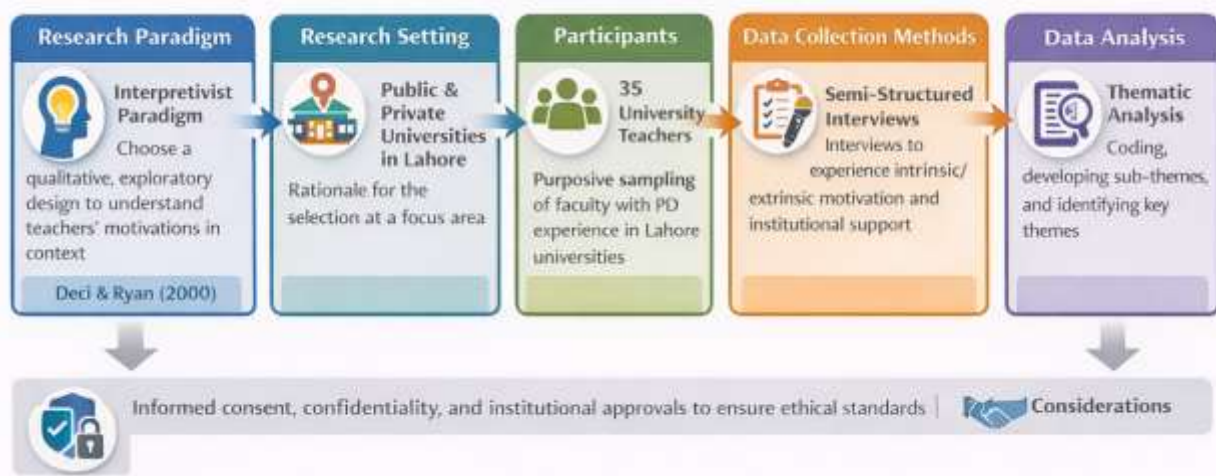 Research Paradigm
Interpretivist
Paradigm
Choose a
qualitative, exploratory
design to understand
teachers' motivations in
context
Deci & Ryan (2000)
Research Setting
Public &
Private
Universities
in Lahore
Rationale for the
selection at a focus area
Participants
35
University
Teachers
Purposive sampling
of faculty with PD
experience in Lahore
universities
Data Collection Methods
Semi-Structured
Interviews
Interviews to
experience intrinsic/
extrinsic motivation and
institutional support
Data Analysis
Thematic
Analysis
Coding,
developing sub-themes,
and identifying key
themes
Informed consent, confidentiality, and institutional approvals to ensure ethical standards | Considerations